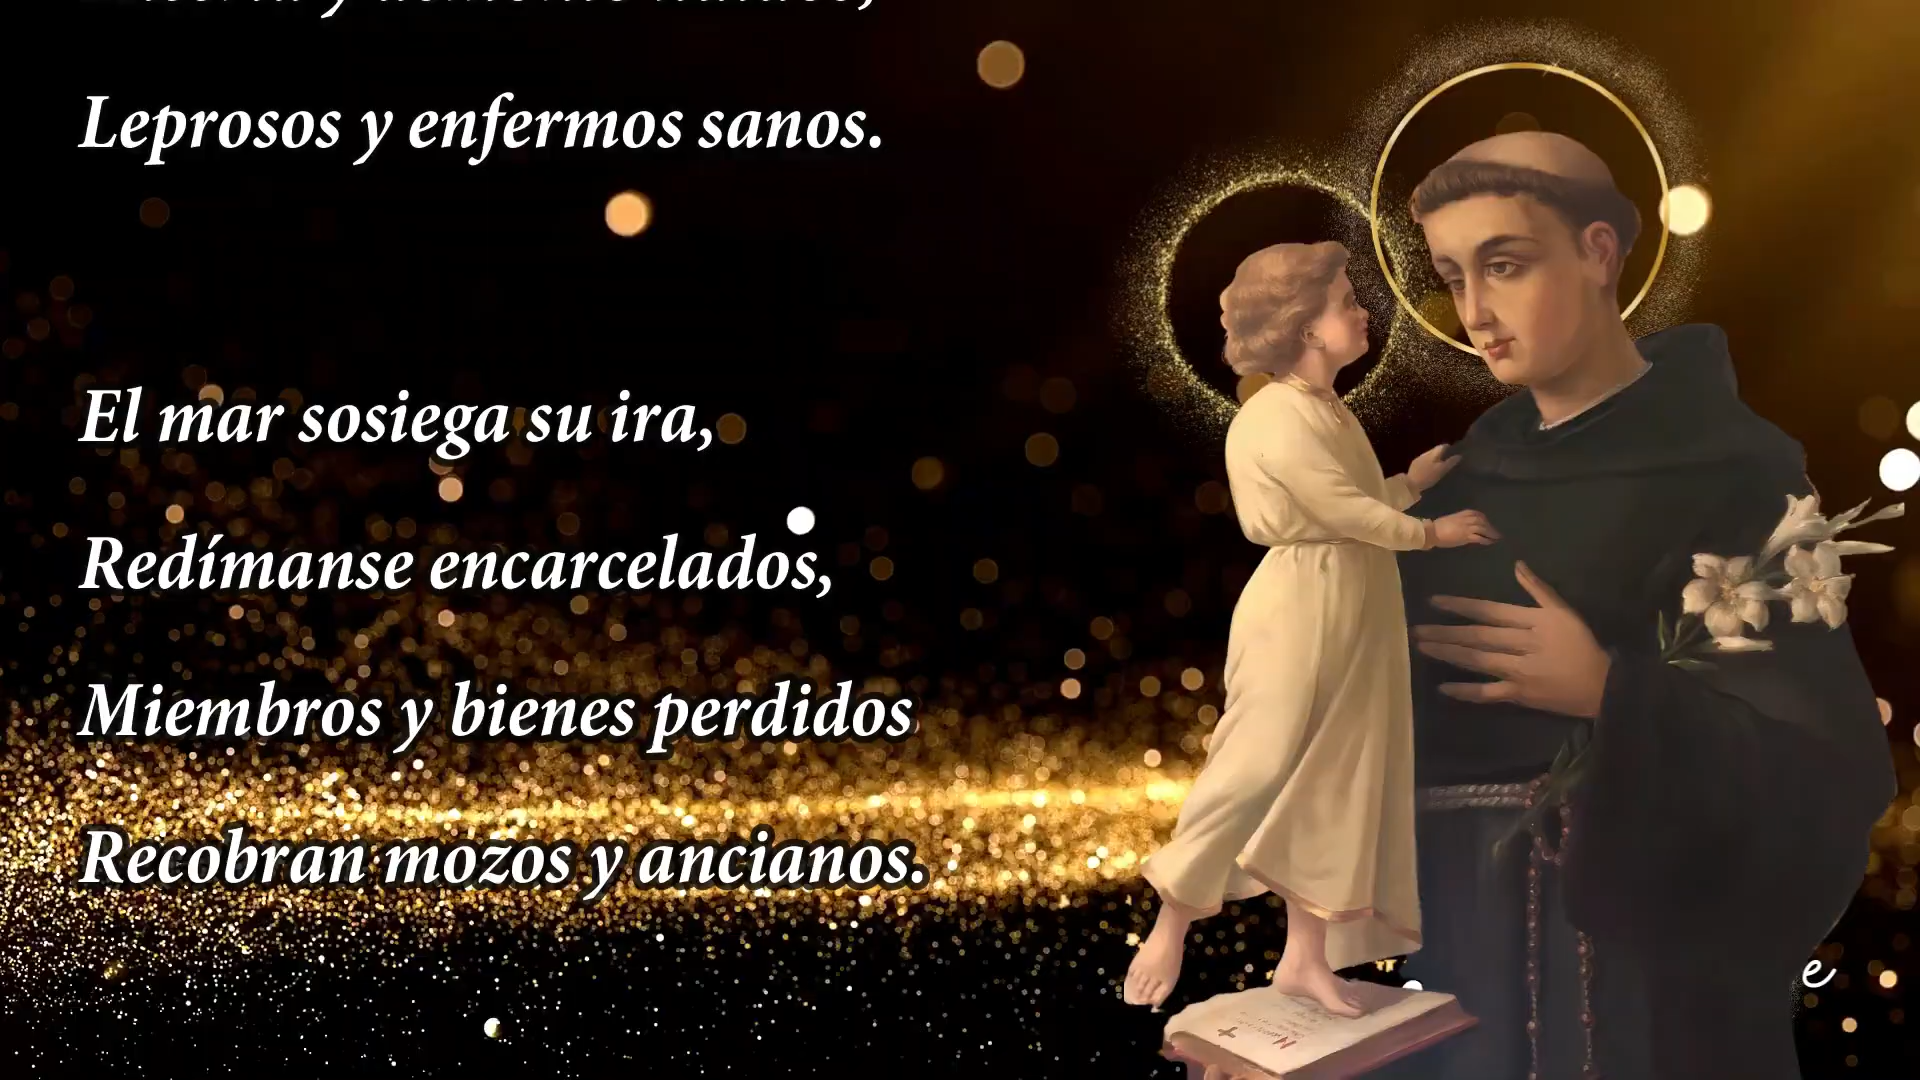 Leprosos y enfermos sanos.
El mar sosiega su ira,
Redímanse encarcelados,
Miembros y bienes perdidos
Recobran mozos y ancianos.
e